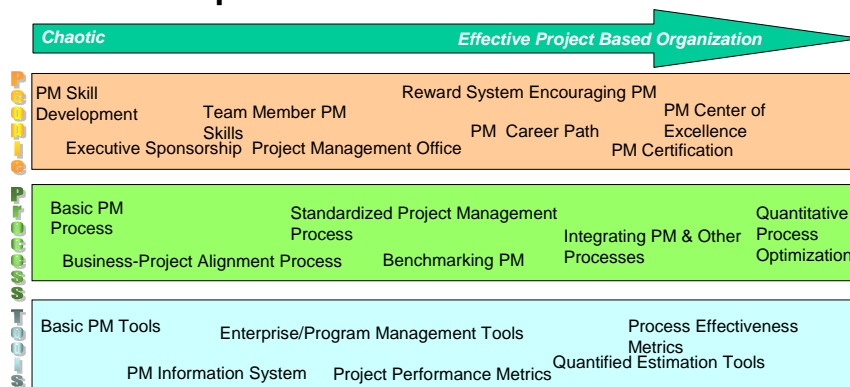 Chaotic
Effective Project Based Organization
People
PM Skill
Development
Team Member PM
Skills
Executive Sponsorship
Project Management Office
Reward System Encouraging PM
PM Career Path
PM Center of
Excellence
PM Certification
Process
Basic PM
Process
Business-Project Alignment Process
Standardized Project Management
Process
Benchmarking PM
Integrating PM & Other
Processes
Quantitative
Process
Optimization
Tools
Basic PM Tools
PM Information System
Enterprise/Program Management Tools
Project Performance Metrics
Process Effectiveness
Metrics
Quantified Estimation Tools